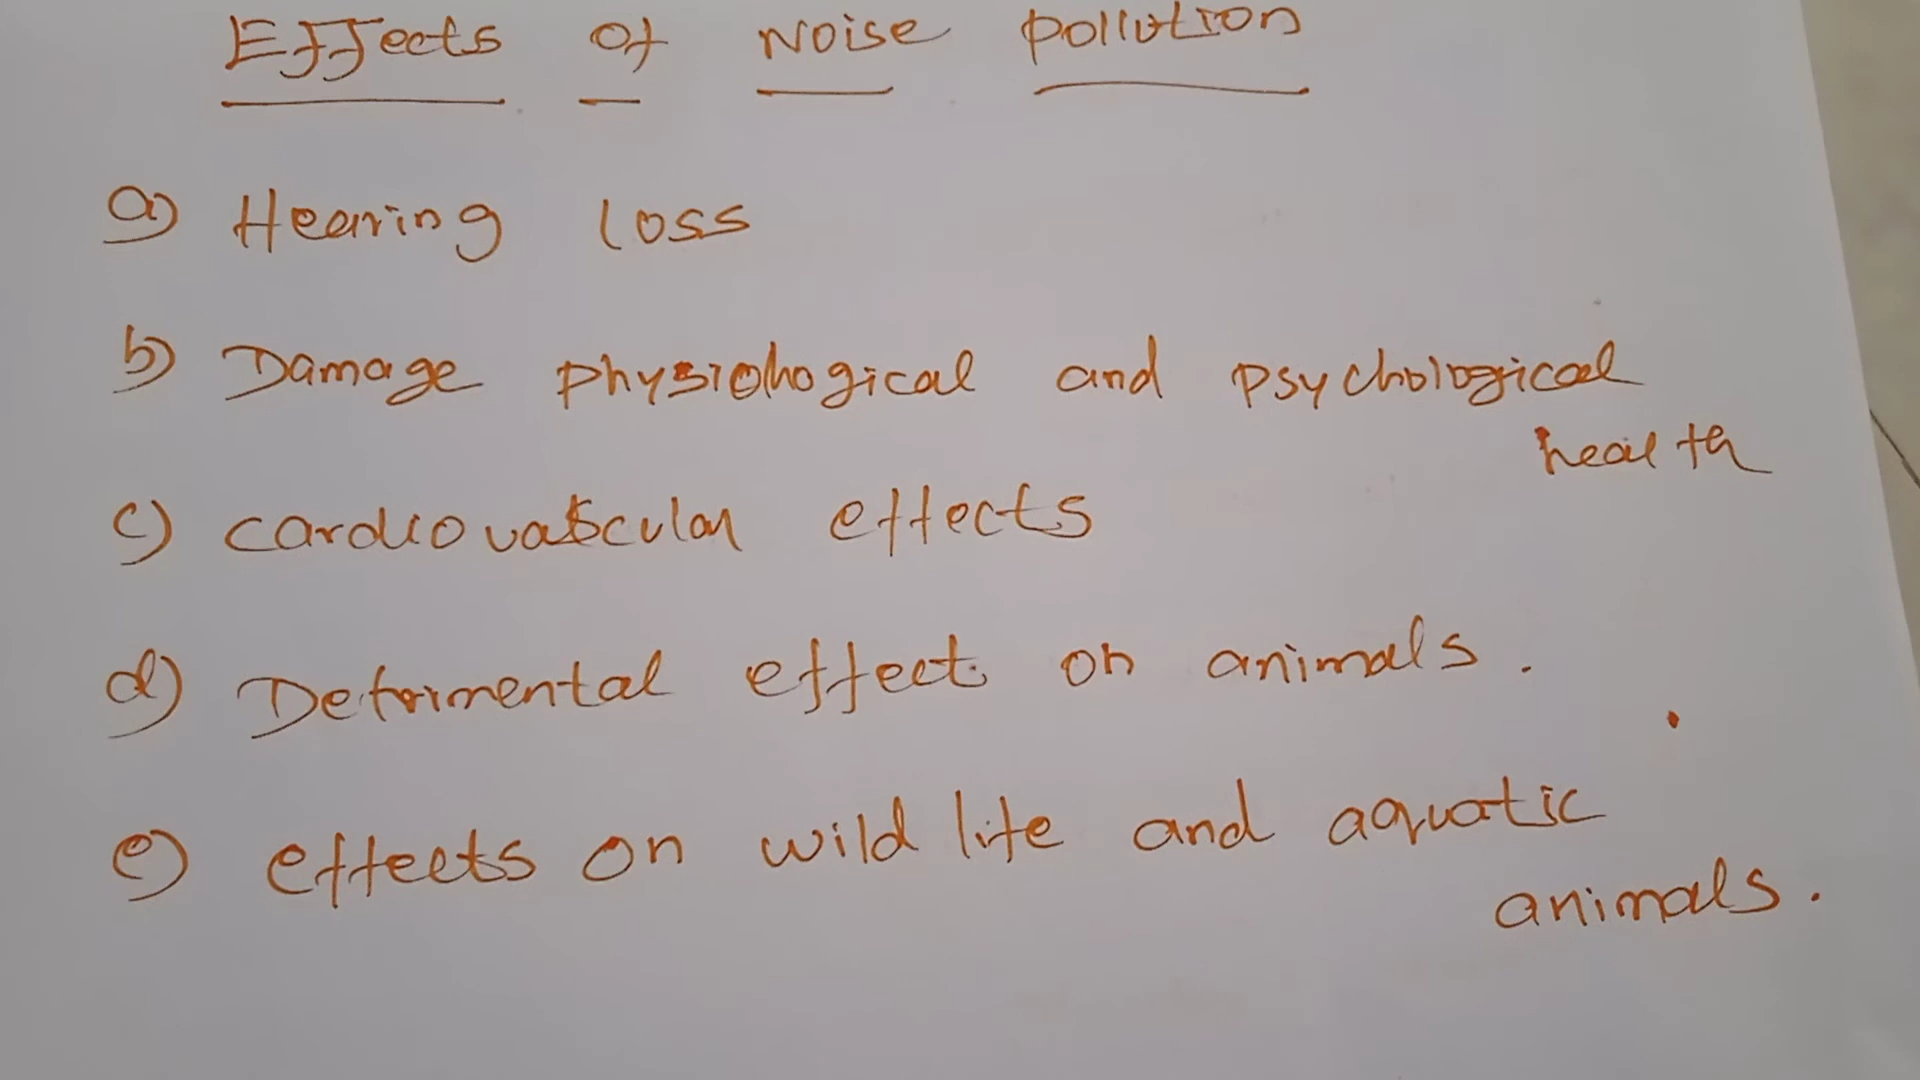 Effects of Noise pollution
a) Hearing loss
b) Damage physiological and psychological
health
c) cardiovascular effects
d) Detrimental effect on animals.
e) effects on wild life and aquatic
animals.